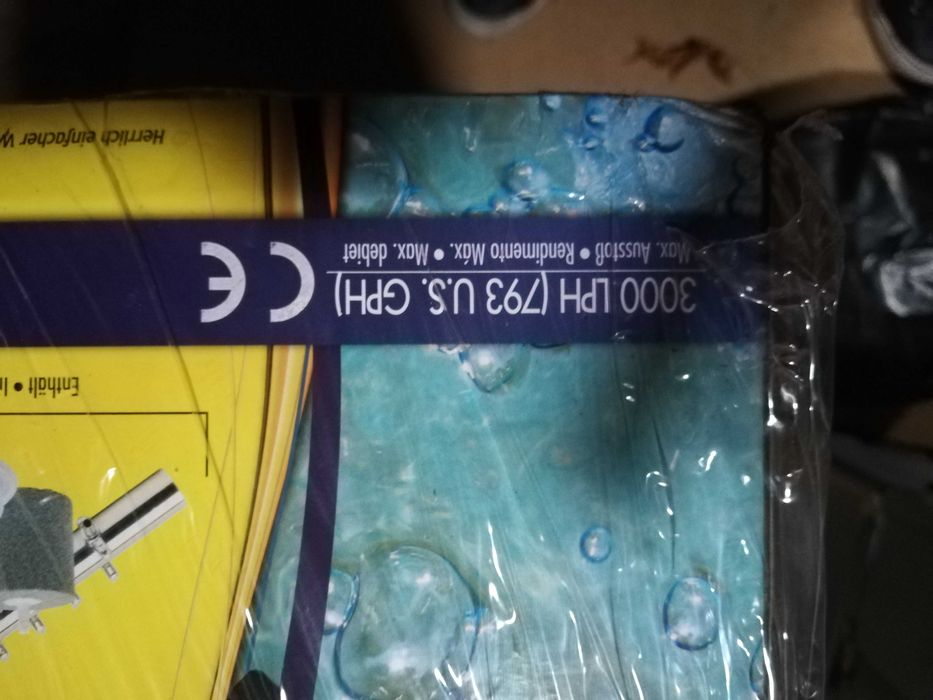 Enthält •
3000 LPH (793 U.S. GPH)
Max. Ausstoß • Rendimento Máx. • Max. debiet
CE
Herrlich einfacher